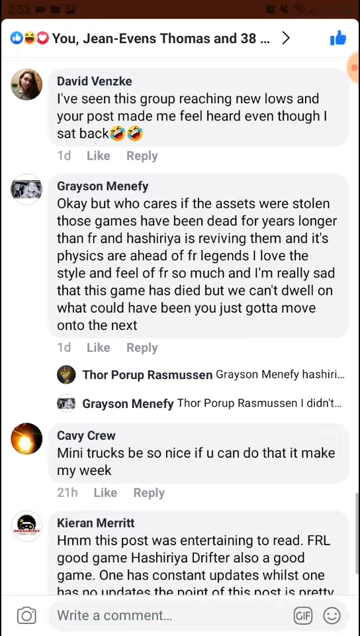 2:53
You, Jean-Evens Thomas and 38 ...
David Venzke
I've seen this group reaching new lows and
your post made me feel heard even though I
sat back🤣🤣
1d Like Reply
Grayson Menefy
Okay but who cares if the assets were stolen
those games have been dead for years longer
than fr and hashiriya is reviving them and it's
physics are ahead of fr legends I love the
style and feel of fr so much and I'm really sad
that this game has died but we can't dwell on
what could have been you just gotta move
onto the next
1d Like Reply
Thor Porup Rasmussen Grayson Menefy hashiri...
Grayson Menefy Thor Porup Rasmussen I didn't...
Cavy Crew
Mini trucks be so nice if u can do that it make
my week
21h Like Reply
Kieran Merritt
Hmm this post was entertaining to read. FRL
good game Hashiriya Drifter also a good
game. One has constant updates whilst one
has no updates the point of this post is pretty
Write a comment...
GIF